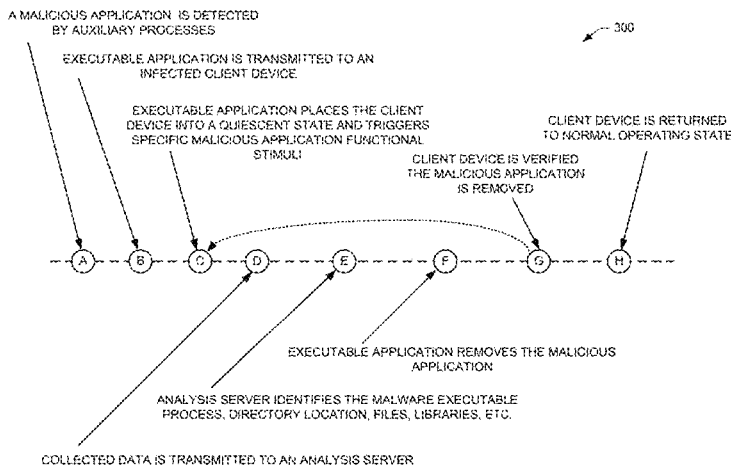 A MALICIOUS APPLICATION IS DETECTED
BY AUXILIARY PROCESSES
300
EXECUTABLE APPLICATION IS TRANSMITTED TO AN
INFECTED CLIENT DEVICE
EXECUTABLE APPLICATION PLACES THE CLIENT
DEVICE INTO A QUIESCENT STATE AND TRIGGERS
SPECIFIC MALICIOUS APPLICATION FUNCTIONAL
STIMULI
CLIENT DEVICE IS RETURNED
TO NORMAL OPERATING STATE
CLIENT DEVICE IS VERIFIED
THE MALICIOUS APPLICATION
IS REMOVED
A B C D E F G H
EXECUTABLE APPLICATION REMOVES THE MALICIOUS
APPLICATION
ANALYSIS SERVER IDENTIFIES THE MALWARE EXECUTABLE
PROCESS, DIRECTORY LOCATION, FILES, LIBRARIES, ETC.
COLLECTED DATA IS TRANSMITTED TO AN ANALYSIS SERVER